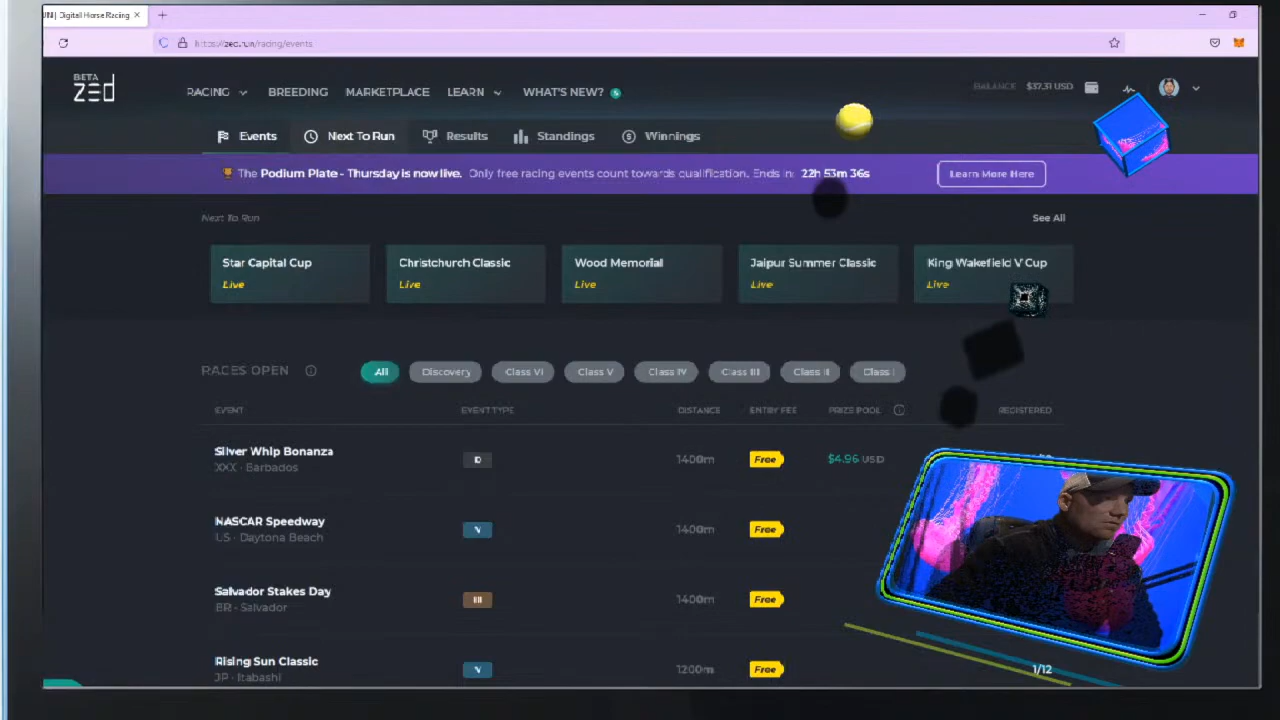 | Digital Horse Racing
https://zed.run/racing/events
BETA
zed
RACING
BREEDING
MARKETPLACE
LEARN
WHAT'S NEW?
BALANCE $37.31 USD
Events
Next To Run
Results
Standings
Winnings
The Podium Plate - Thursday is now live. Only free racing events count towards qualification. Ends in: 22h 53m 36s
Learn More Here
Next To Run
See All
Star Capital Cup
Live
Christchurch Classic
Live
Wood Memorial
Live
Jaipur Summer Classic
Live
King Wakefield V Cup
Live
RACES OPEN
All
Discovery
Class VI
Class V
Class IV
Class III
Class II
Class I
EVENT
EVENT TYPE
DISTANCE
ENTRY FEE
PRIZE POOL
REGISTERED
Silver Whip Bonanza
XXX · Barbados
D
1400m
Free
$4.96 USD
NASCAR Speedway
US · Daytona Beach
V
1400m
Free
Salvador Stakes Day
BR · Salvador
III
1400m
Free
Rising Sun Classic
JP · Itabashi
V
1200m
Free
1/12